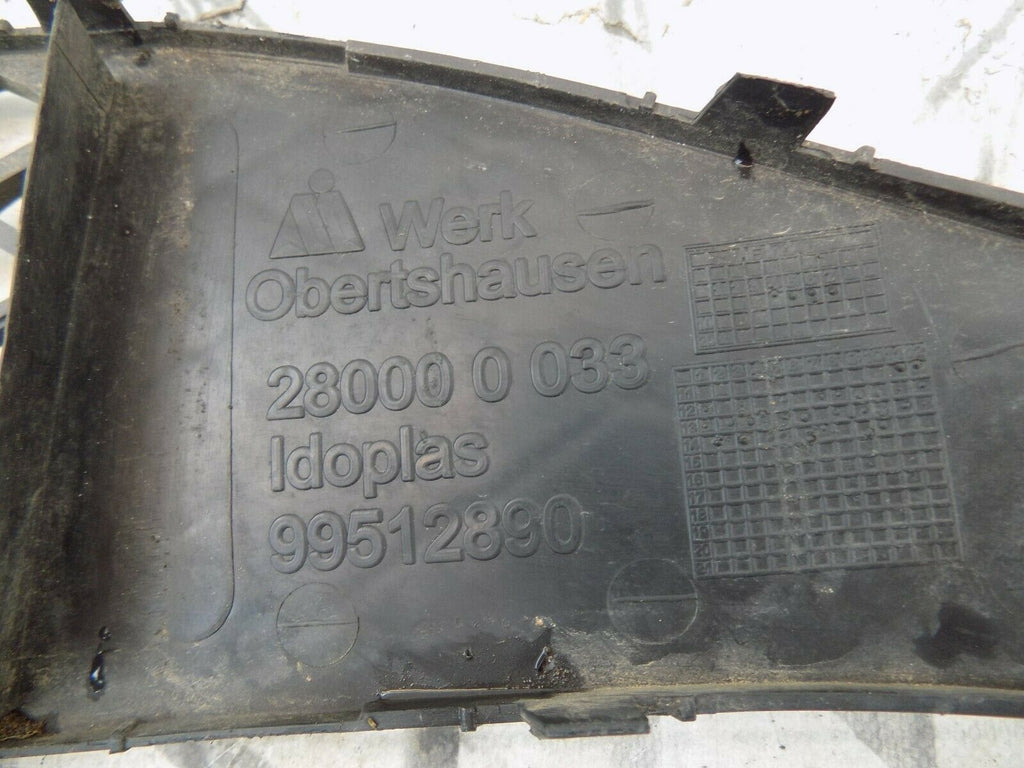 Werk
Obertshausen
28000 0 033
Idoplas
99512890